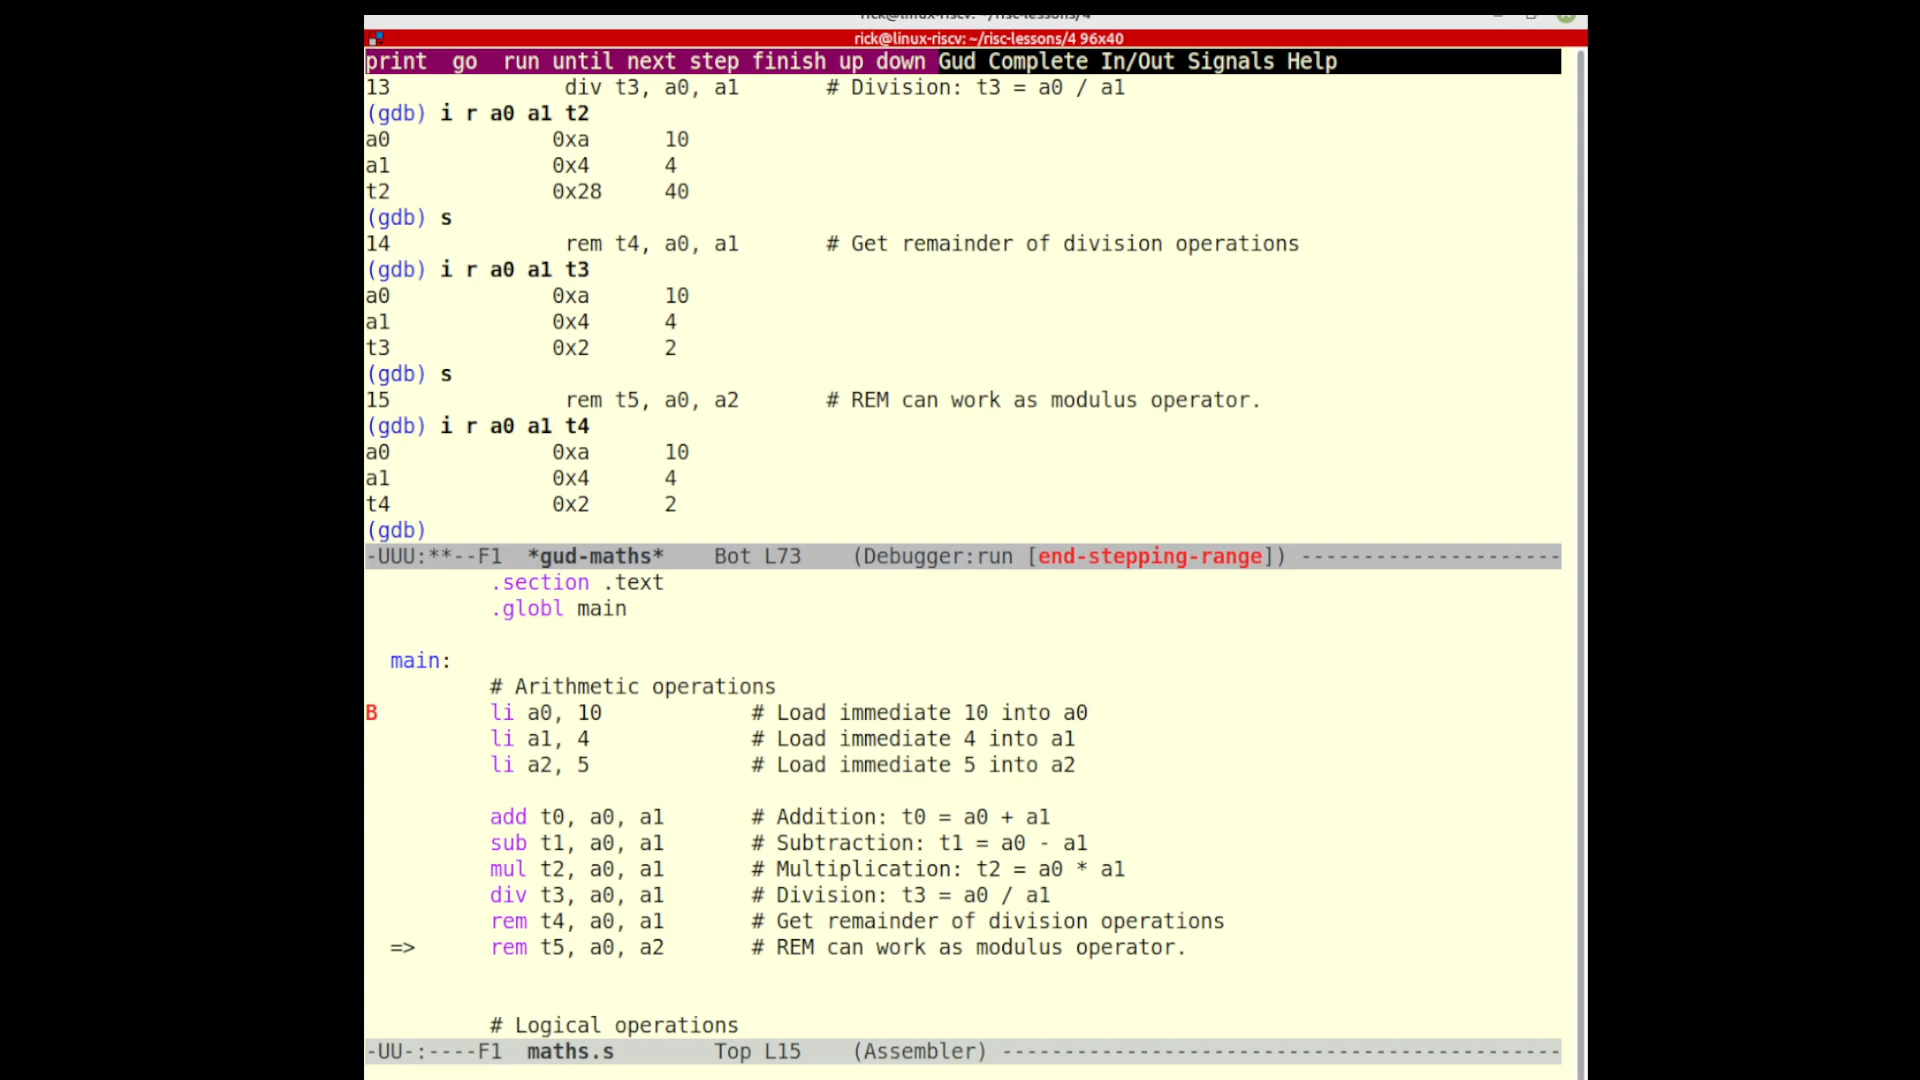 rick@linux-riscv: ~/risc-lessons/4
rick@linux-riscv: ~/risc-lessons/4 96x40
print  go  run until next step finish up down Gud Complete In/Out Signals Help
13              div t3, a0, a1       # Division: t3 = a0 / a1
(gdb) i r a0 a1 t2
a0             0xa      10
a1             0x4      4
t2             0x28     40
(gdb) s
14              rem t4, a0, a1       # Get remainder of division operations
(gdb) i r a0 a1 t3
a0             0xa      10
a1             0x4      4
t3             0x2      2
(gdb) s
15              rem t5, a0, a2       # REM can work as modulus operator.
(gdb) i r a0 a1 t4
a0             0xa      10
a1             0x4      4
t4             0x2      2
(gdb)
-UUU:**--F1  *gud-maths*    Bot L73    (Debugger:run [end-stepping-range]) ---------------------
.section .text
.globl main
main:
# Arithmetic operations
B         li a0, 10            # Load immediate 10 into a0
li a1, 4             # Load immediate 4 into a1
li a2, 5             # Load immediate 5 into a2
add t0, a0, a1       # Addition: t0 = a0 + a1
sub t1, a0, a1       # Subtraction: t1 = a0 - a1
mul t2, a0, a1       # Multiplication: t2 = a0 * a1
div t3, a0, a1       # Division: t3 = a0 / a1
rem t4, a0, a1       # Get remainder of division operations
=>      rem t5, a0, a2       # REM can work as modulus operator.
# Logical operations
-UU-:----F1  maths.s        Top L15    (Assembler) ---------------------------------------------